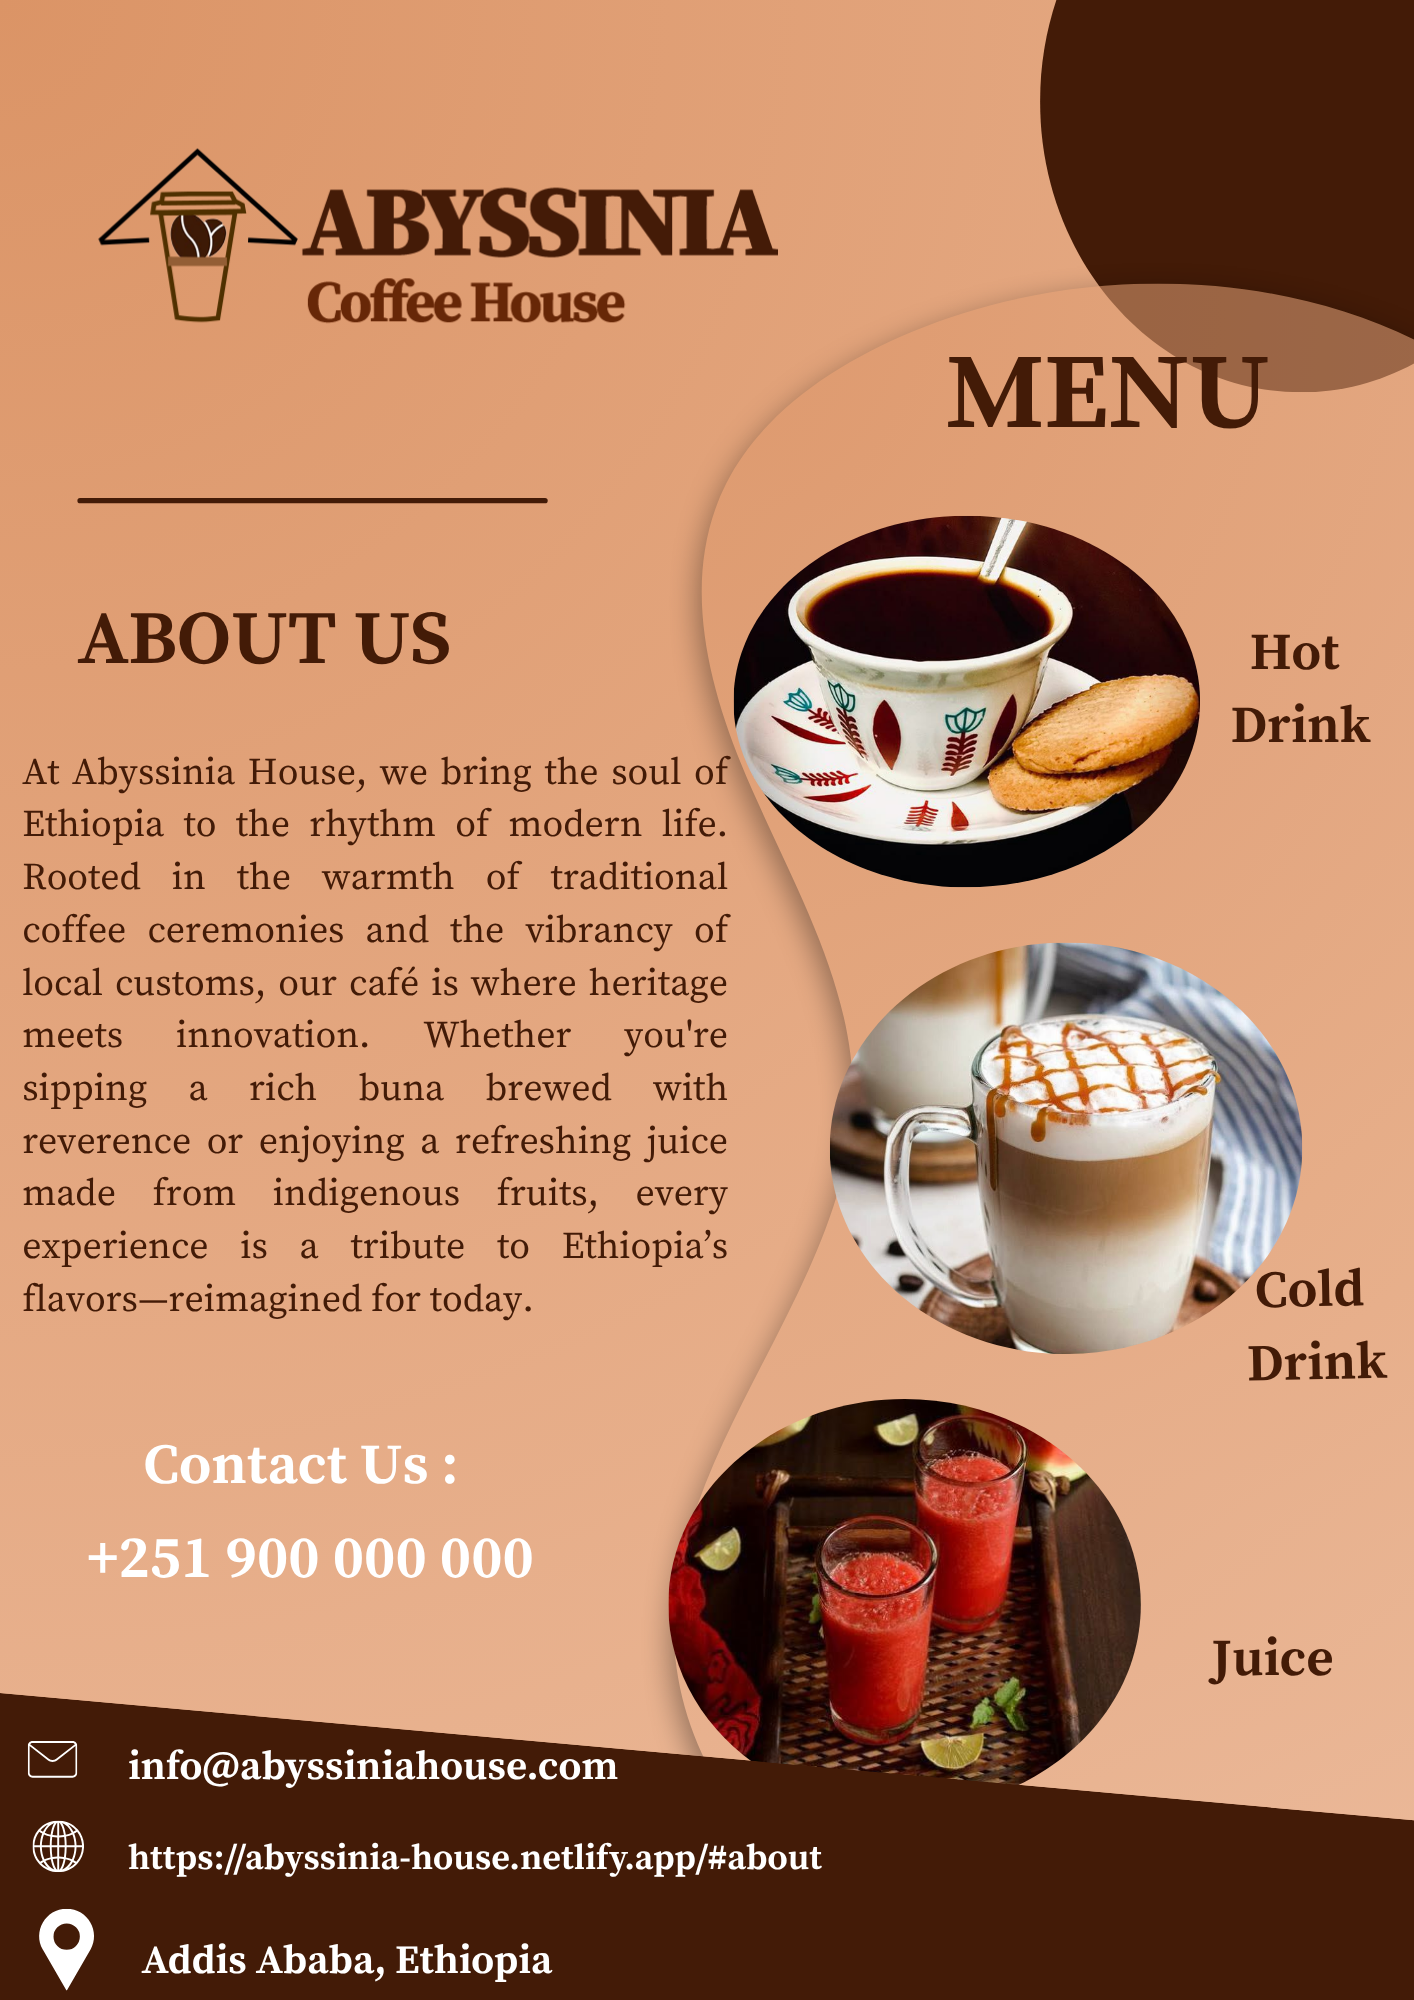 ABYSSINIA
Coffee House
MENU
ABOUT US
At Abyssinia House, we bring the soul of
Ethiopia to the rhythm of modern life.
Rooted in the warmth of traditional
coffee ceremonies and the vibrancy of
local customs, our café is where heritage
meets innovation. Whether you're
sipping a rich buna brewed with
reverence or enjoying a refreshing juice
made from indigenous fruits, every
experience is a tribute to Ethiopia’s
flavors—reimagined for today.
Hot
Drink
Cold
Drink
Juice
Contact Us :
+251 900 000 000
info@abyssiniahouse.com
https://abyssinia-house.netlify.app/#about
Addis Ababa, Ethiopia